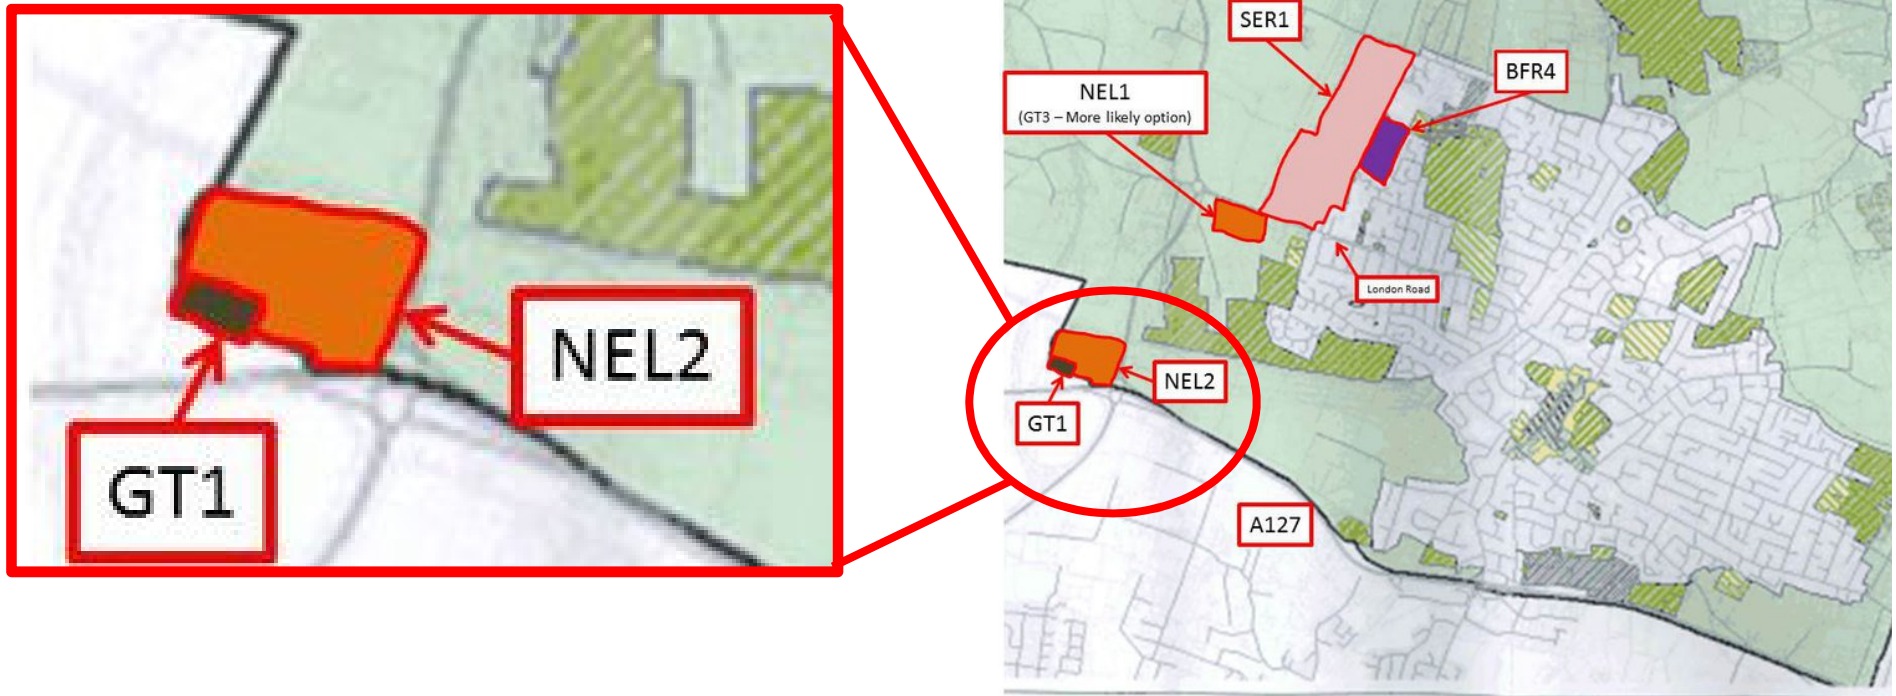 NEL2
GT1
SER1
BFR4
NEL1
(GT3 – More likely option)
London Road
NEL2
GT1
A127